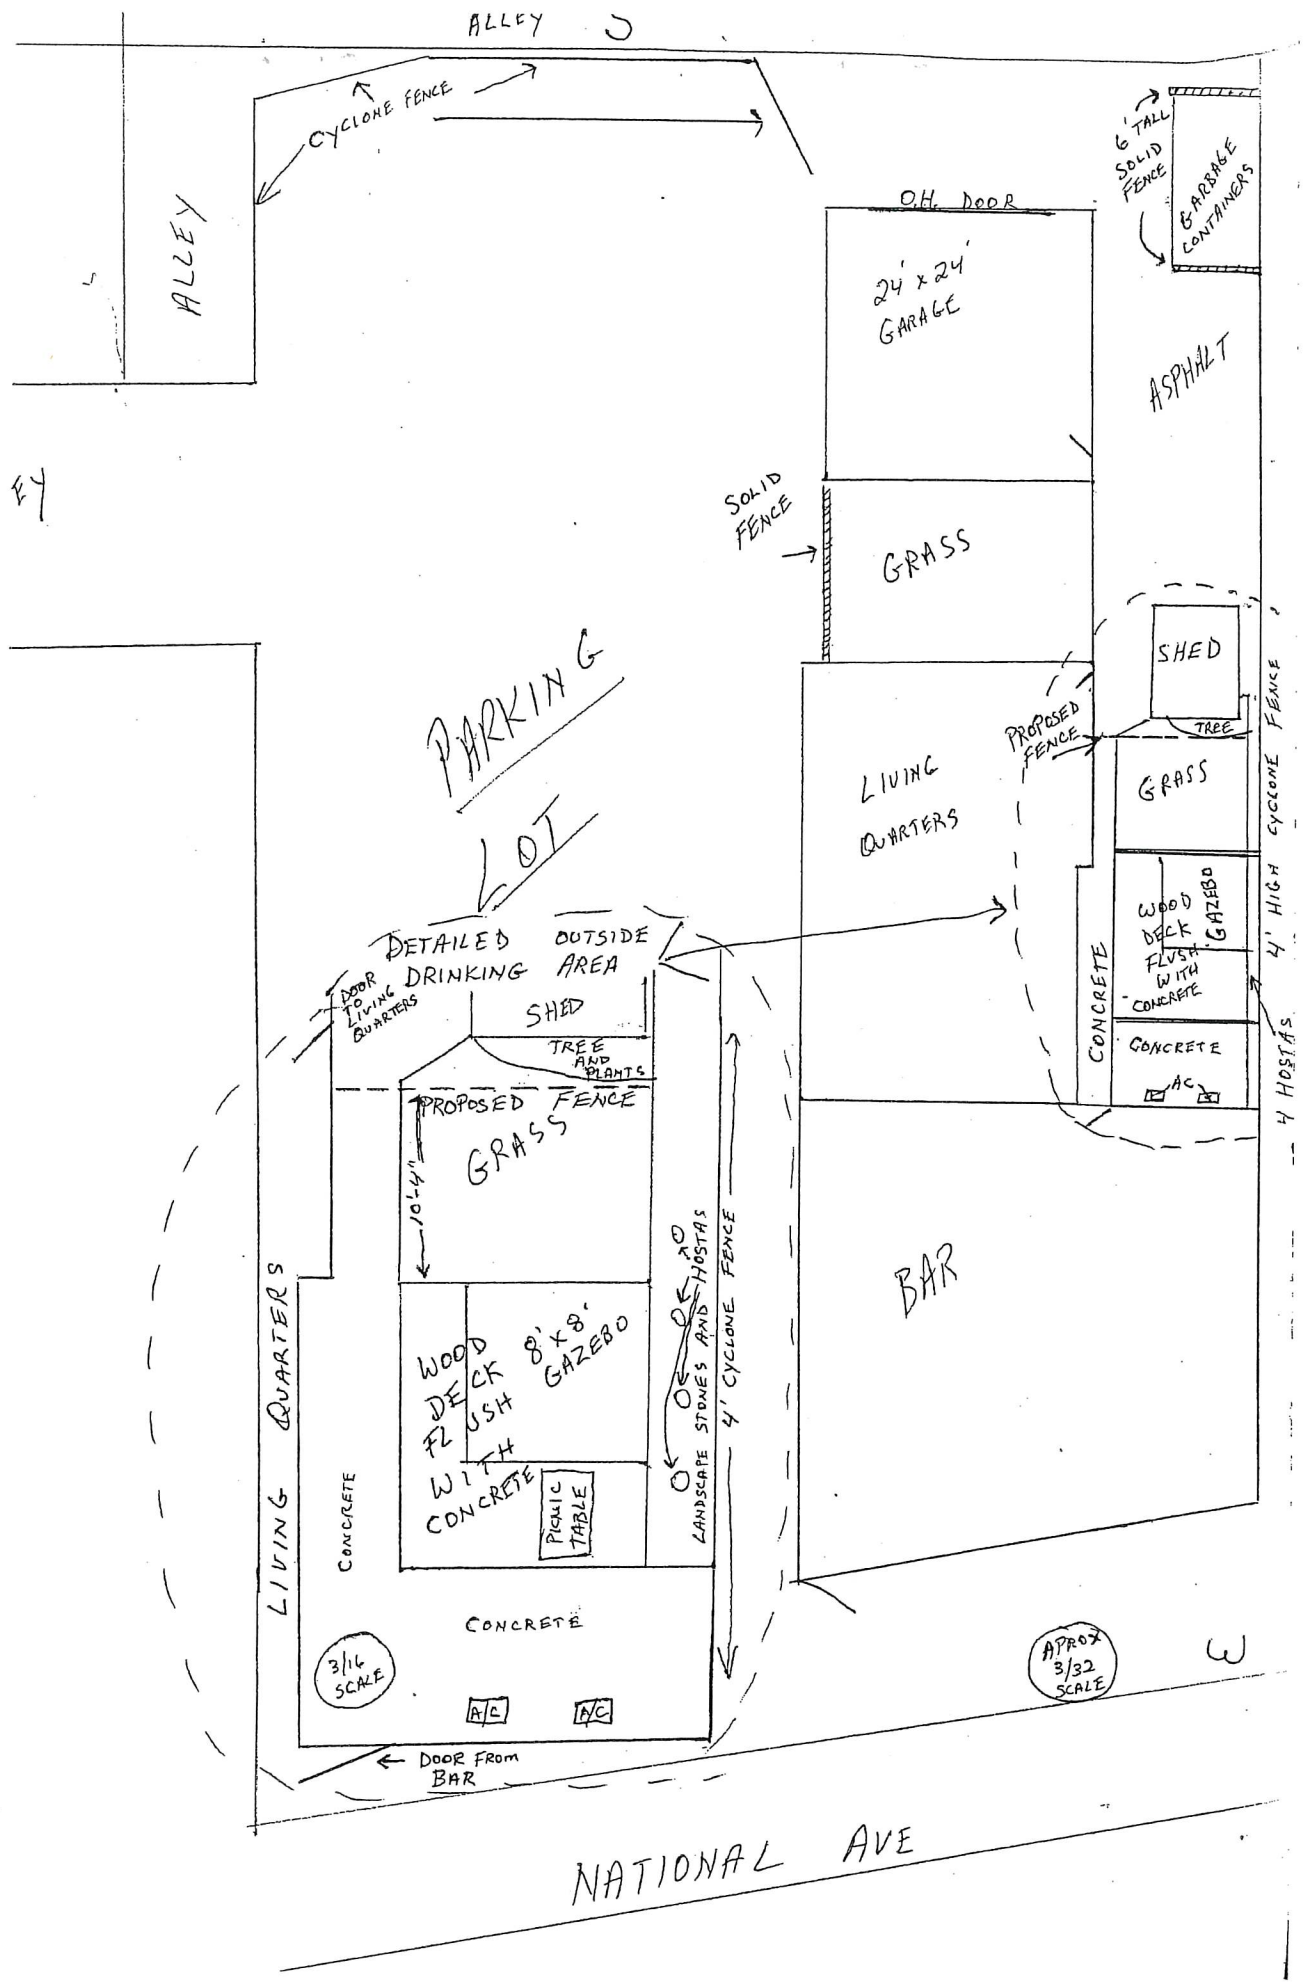 ALLEY
CYCLONE FENCE
6' TALL
SOLID
FENCE
GARBAGE
CONTAINERS
ALLEY
O.H. DOOR
24' x 24'
GARAGE
ASPHALT
EY
SOLID
FENCE
GRASS
SHED
TREE
PROPOSED
FENCE
GRASS
4' HIGH CYCLONE FENCE
PARKING
LOT
LIVING
QUARTERS
WOOD
DECK
FLUSH
WITH
CONCRETE
GAZEBO
CONCRETE
CONCRETE
AC
4 HOSTAS
DETAILED OUTSIDE
DRINKING AREA
DOOR
TO
LIVING
QUARTERS
SHED
TREE
AND
PLANTS
PROPOSED FENCE
GRASS
10'-4"
LIVING QUARTERS
CONCRETE
WOOD
DECK
FLUSH
WITH
CONCRETE
8' x 8'
GAZEBO
PICNIC
TABLE
LANDSCAPE STONES AND HOSTAS
4' CYCLONE FENCE
BAR
CONCRETE
3/16
SCALE
A/C
A/C
DOOR FROM
BAR
APROX
3/32
SCALE
W
NATIONAL AVE